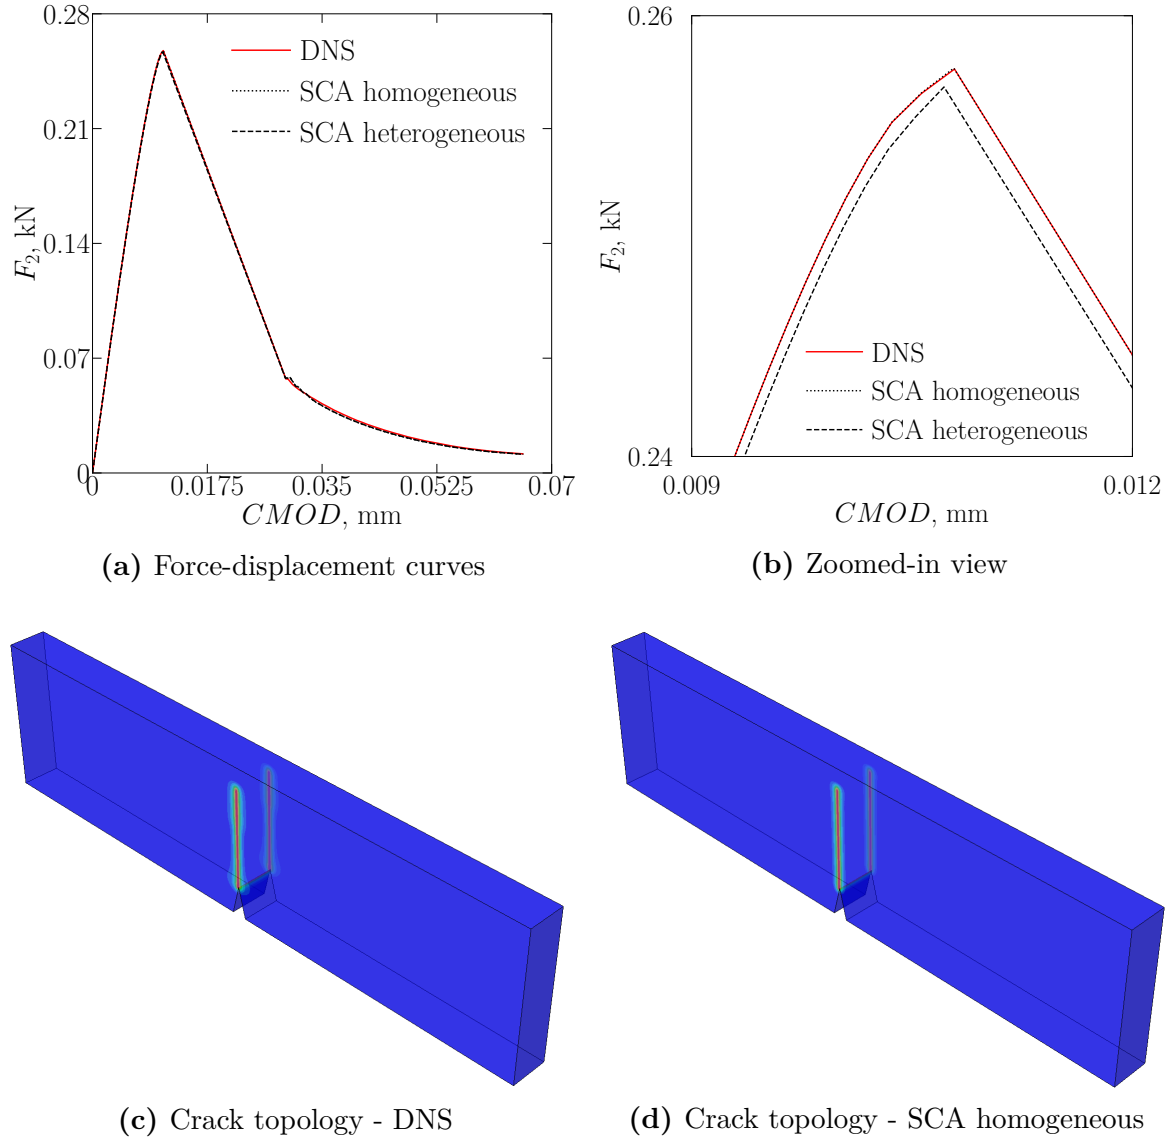 0.28
0.21
0.14
0.07
0
F2, kN
DNS
SCA homogeneous
SCA heterogeneous
0
0.0175
0.035
0.0525
0.07
CMOD, mm
(a) Force-displacement curves
0.26
0.24
F2, kN
DNS
SCA homogeneous
SCA heterogeneous
0.009
0.012
CMOD, mm
(b) Zoomed-in view
(c) Crack topology - DNS
(d) Crack topology - SCA homogeneous